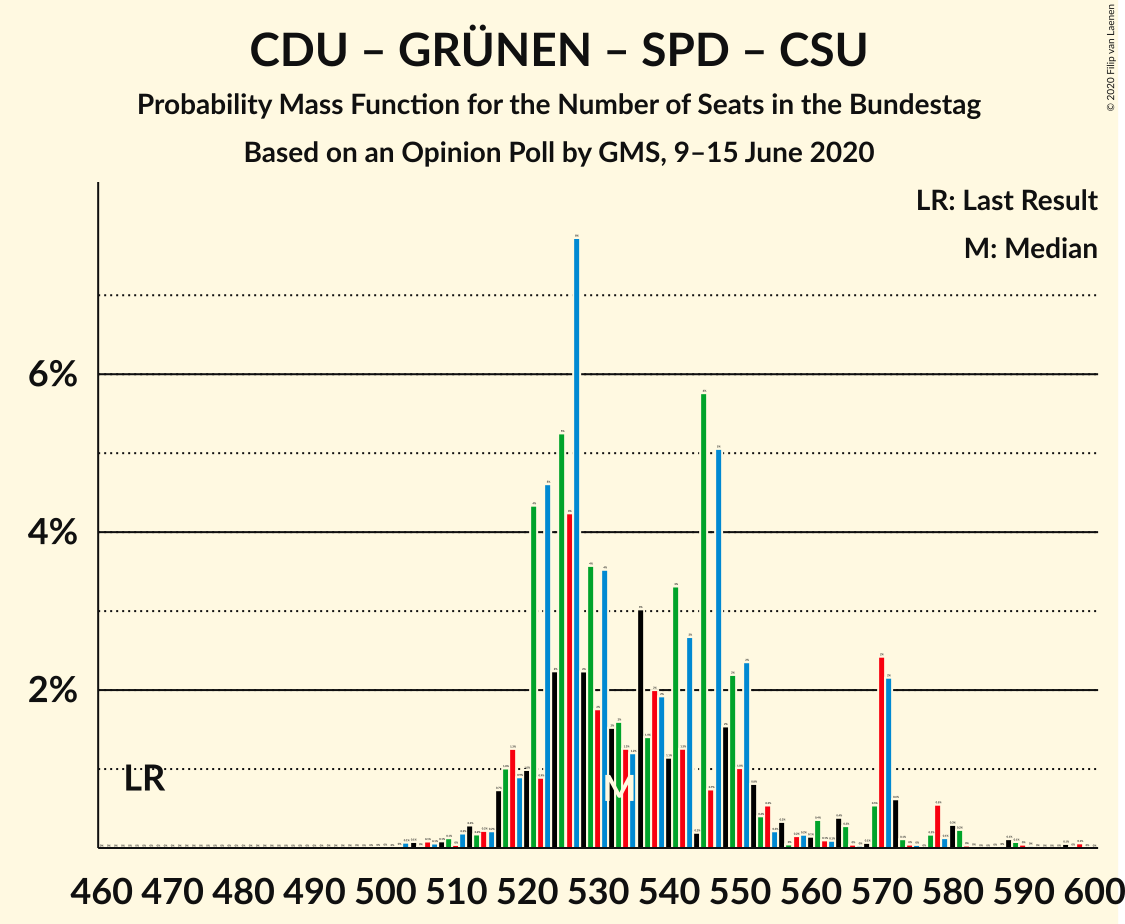 CDU – GRÜNEN – SPD – CSU
Probability Mass Function for the Number of Seats in the Bundestag
Based on an Opinion Poll by GMS, 9–15 June 2020
© 2020 Filip van Laenen
LR: Last Result
M: Median
6%
4%
2%
LR
M
460 470 480 490 500 510 520 530 540 550 560 570 580 590 600